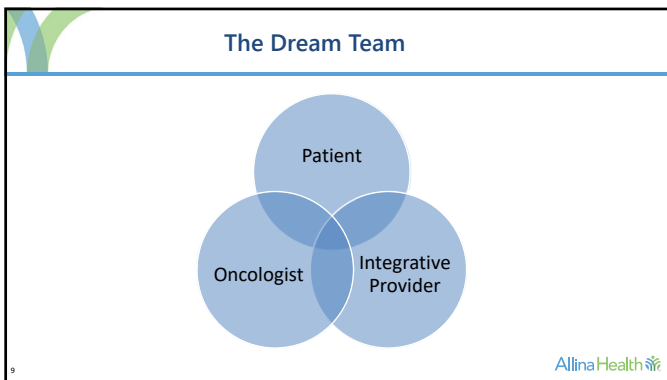 The Dream Team
Patient
Oncologist
Integrative
Provider
9
AllinaHealth